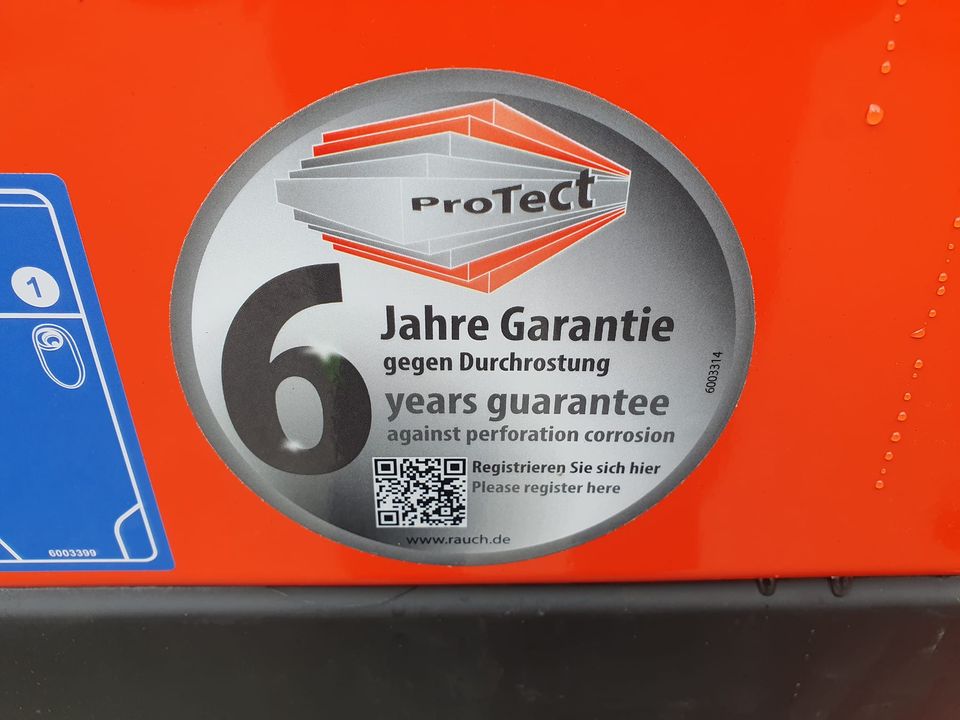 ProTect
6
Jahre Garantie
gegen Durchrostung
years guarantee
against perforation corrosion
Registrieren Sie sich hier
Please register here
www.rauch.de
6003314
1
6003399